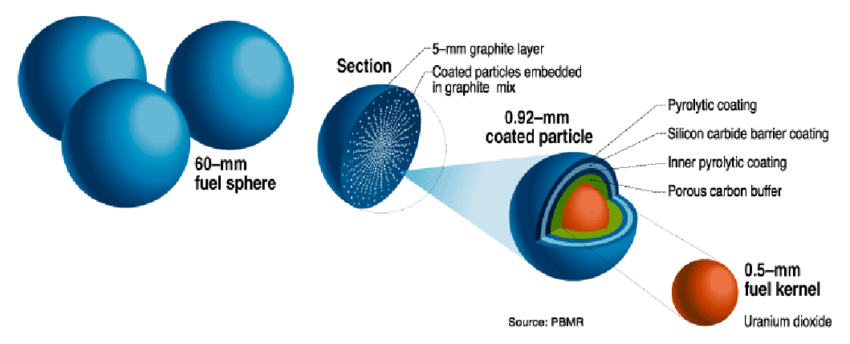 60–mm
fuel sphere
Section
5–mm graphite layer
Coated particles embedded
in graphite mix
0.92–mm
coated particle
Pyrolytic coating
Silicon carbide barrier coating
Inner pyrolytic coating
Porous carbon buffer
0.5–mm
fuel kernel
Uranium dioxide
Source: PBMR